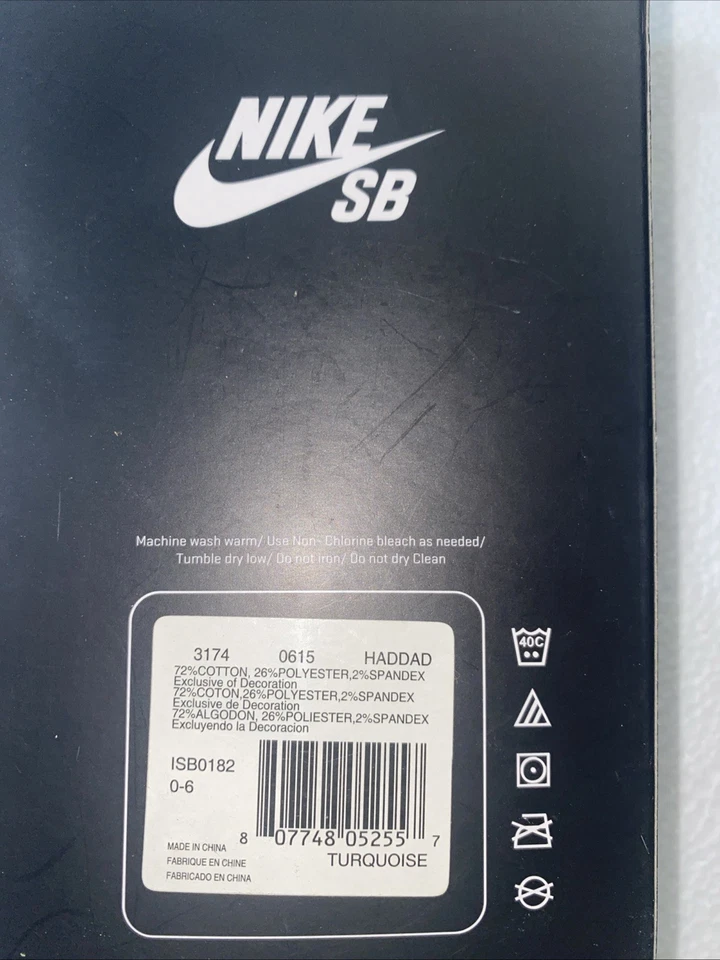 NIKE
SB
Machine wash warm/ Use Non- Chlorine bleach as needed/
Tumble dry low/ Do not iron/ Do not dry Clean
40C
3174 0615 HADDAD
72%COTTON, 26%POLYESTER,2%SPANDEX
Exclusive of Decoration
72%COTON,26%POLYESTER,2%SPANDEX
Exclusive de Decoration
72%ALGODON, 26%POLIESTER,2%SPANDEX
Excluyendo la Decoracion
ISB0182
0-6
8 07748 05255 7
MADE IN CHINA
FABRIQUE EN CHINE
FABRICADO EN CHINA
TURQUOISE